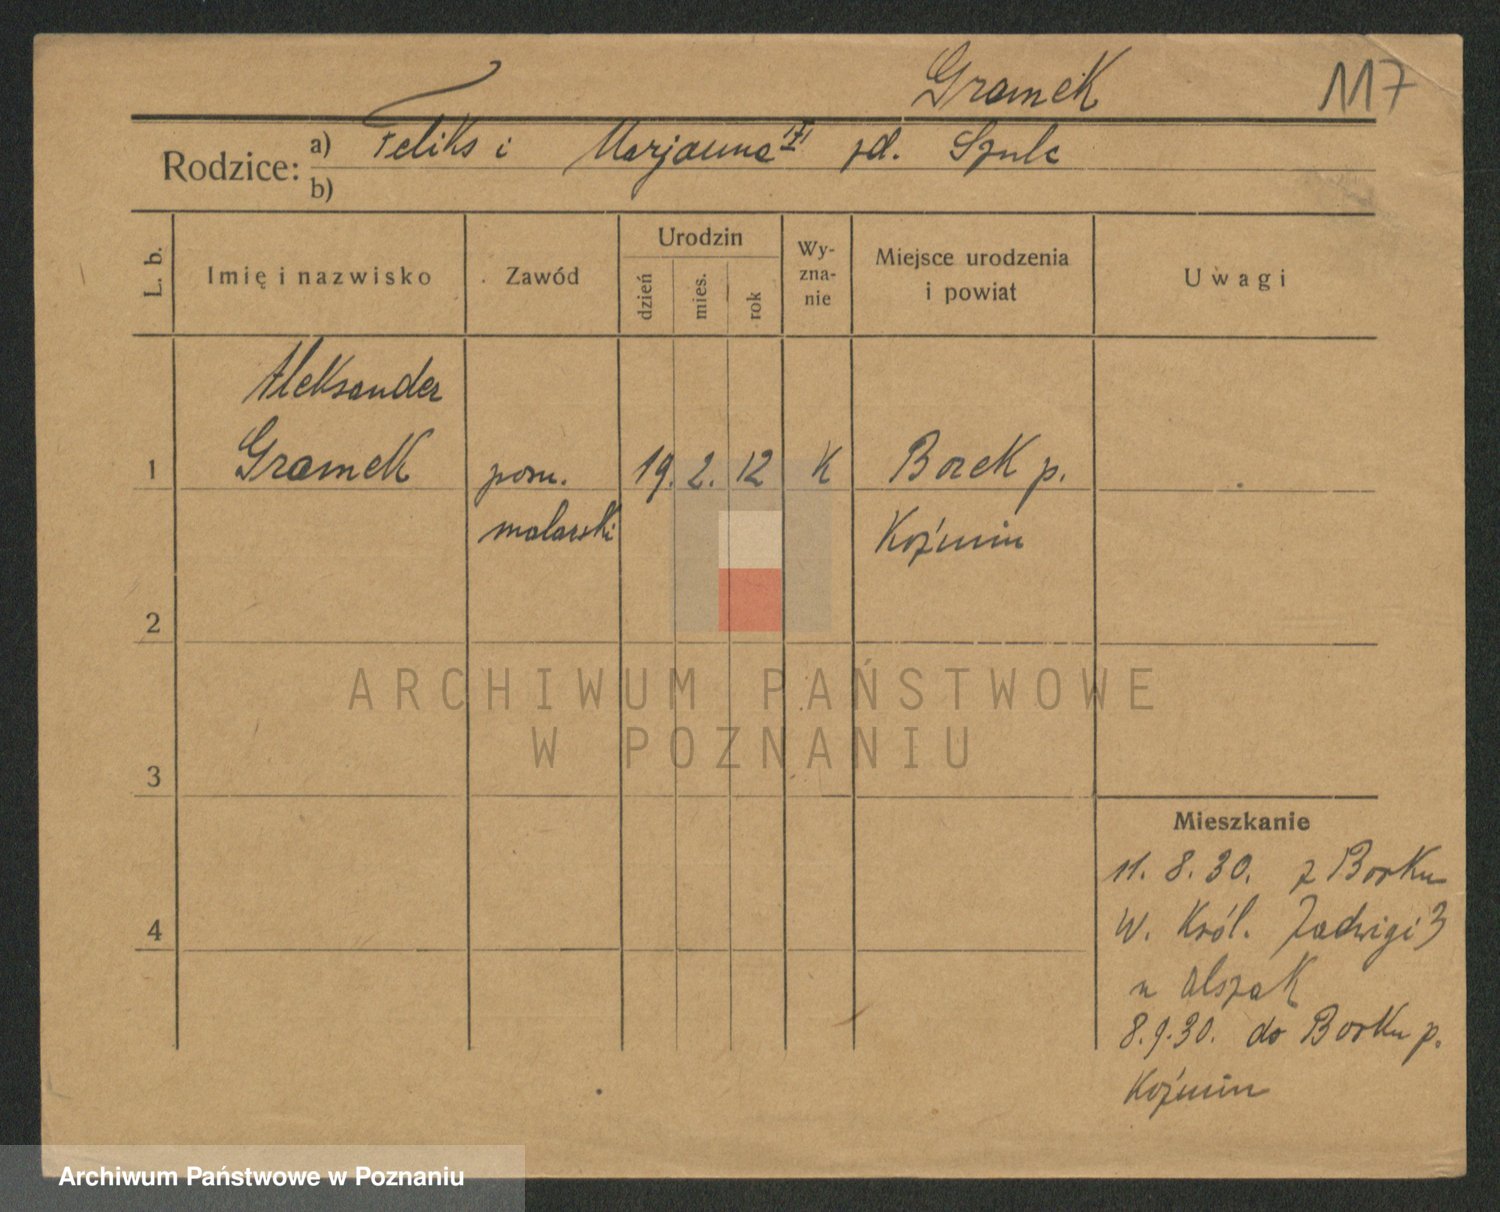 Gramek 117
Rodzice: a) Feliks i Marjanna zd. Szulc
b)
L. b. Imię i nazwisko Zawód Urodzin dzień mies. rok Wy-zna-nie Miejsce urodzenia i powiat Uwagi
Aleksander
1 Gramek pom. 19. 2. 12 K Borek p.
malarski Koźmin
2
ARCHIWUM PAŃSTWOWE
W POZNANIU
3
Mieszkanie
11. 8. 30. z Borku
4 W. Król. Jadwigi 3
u Olszak
8.9.30. do Borku p.
Koźmin
Archiwum Państwowe w Poznaniu